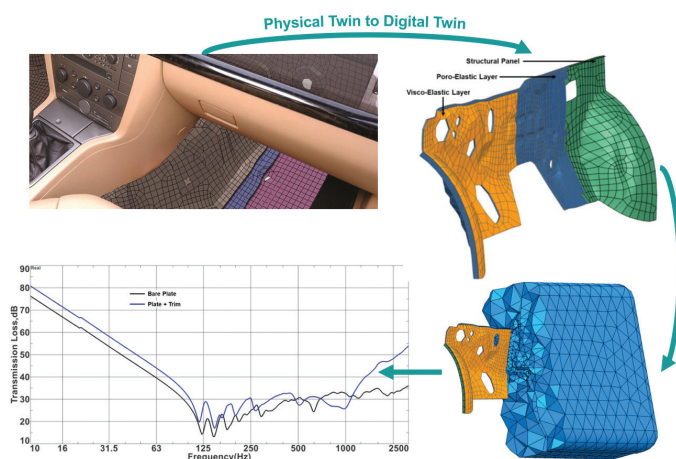 Physical Twin to Digital Twin
Structural Panel
Poro-Elastic Layer
Visco-Elastic Layer
90
Real
80
70
60
50
40
30
20
10
Transmission Loss,dB
Bare Plate
Plate + Trim
10 16 31.5 63 125 250 500 1000 2500
Frequency(Hz)